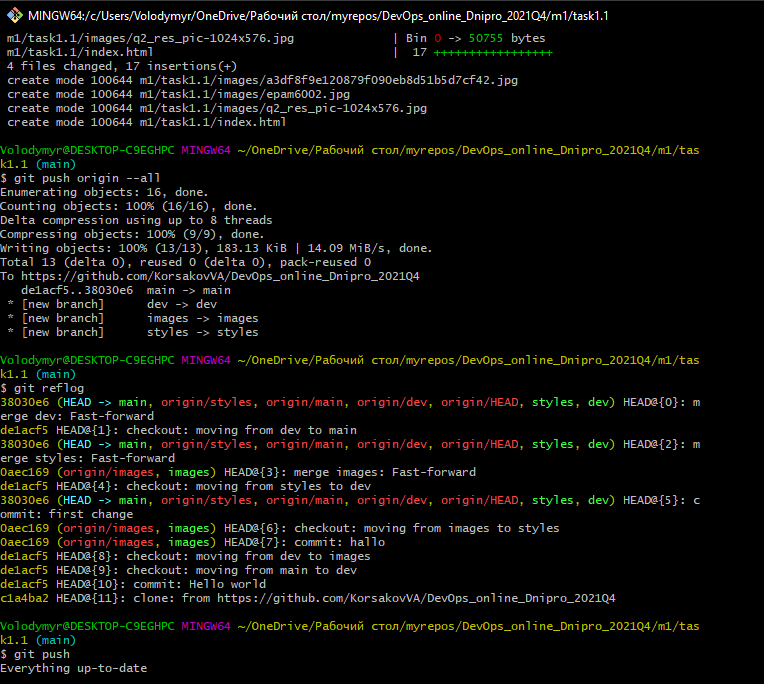 MINGW64:/c/Users/Volodymyr/OneDrive/Рабочий стол/myrepos/DevOps_online_Dnipro_2021Q4/m1/task1.1
m1/task1.1/images/q2_res_pic-1024x576.jpg | Bin 0 -> 50755 bytes
m1/task1.1/index.html | 17 +++++++++++++++++
4 files changed, 17 insertions(+)
create mode 100644 m1/task1.1/images/a3df8f9e120879f090eb8d51b5d7cf42.jpg
create mode 100644 m1/task1.1/images/epam6002.jpg
create mode 100644 m1/task1.1/images/q2_res_pic-1024x576.jpg
create mode 100644 m1/task1.1/index.html
Volodymyr@DESKTOP-C9EGHPC MINGW64 ~/OneDrive/Рабочий стол/myrepos/DevOps_online_Dnipro_2021Q4/m1/tas
k1.1 (main)
$ git push origin --all
Enumerating objects: 16, done.
Counting objects: 100% (16/16), done.
Delta compression using up to 8 threads
Compressing objects: 100% (9/9), done.
Writing objects: 100% (13/13), 183.13 KiB | 14.09 MiB/s, done.
Total 13 (delta 0), reused 0 (delta 0), pack-reused 0
To https://github.com/KorsakovVA/DevOps_online_Dnipro_2021Q4
de1acf5..38030e6 main -> main
* [new branch] dev -> dev
* [new branch] images -> images
* [new branch] styles -> styles
Volodymyr@DESKTOP-C9EGHPC MINGW64 ~/OneDrive/Рабочий стол/myrepos/DevOps_online_Dnipro_2021Q4/m1/tas
k1.1 (main)
$ git reflog
38030e6 (HEAD -> main, origin/styles, origin/main, origin/dev, origin/HEAD, styles, dev) HEAD@{0}: m
erge dev: Fast-forward
de1acf5 HEAD@{1}: checkout: moving from dev to main
38030e6 (HEAD -> main, origin/styles, origin/main, origin/dev, origin/HEAD, styles, dev) HEAD@{2}: m
erge styles: Fast-forward
0aec169 (origin/images, images) HEAD@{3}: merge images: Fast-forward
de1acf5 HEAD@{4}: checkout: moving from styles to dev
38030e6 (HEAD -> main, origin/styles, origin/main, origin/dev, origin/HEAD, styles, dev) HEAD@{5}: c
ommit: first change
0aec169 (origin/images, images) HEAD@{6}: checkout: moving from images to styles
0aec169 (origin/images, images) HEAD@{7}: commit: hallo
de1acf5 HEAD@{8}: checkout: moving from dev to images
de1acf5 HEAD@{9}: checkout: moving from main to dev
de1acf5 HEAD@{10}: commit: Hello world
c1a4ba2 HEAD@{11}: clone: from https://github.com/KorsakovVA/DevOps_online_Dnipro_2021Q4
Volodymyr@DESKTOP-C9EGHPC MINGW64 ~/OneDrive/Рабочий стол/myrepos/DevOps_online_Dnipro_2021Q4/m1/tas
k1.1 (main)
$ git push
Everything up-to-date